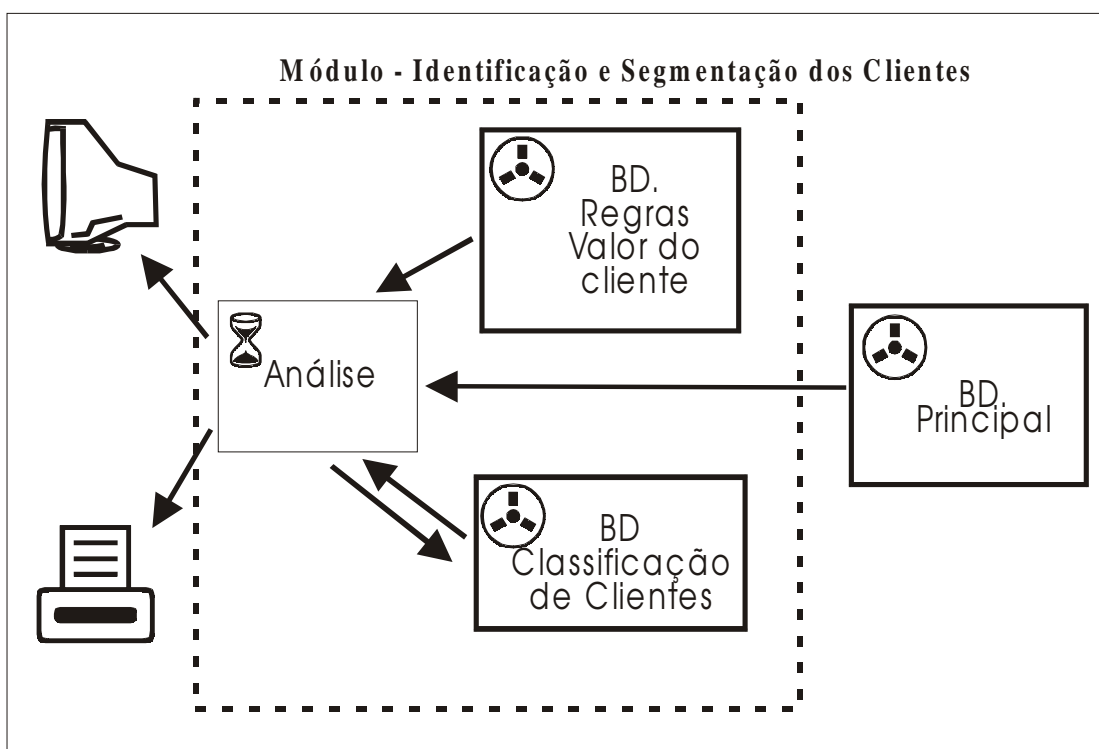 Módulo - Identificação e Segmentação dos Clientes
BD.
Regras
Valor do
cliente
Análise
BD.
Principal
BD
Classificação
de Clientes